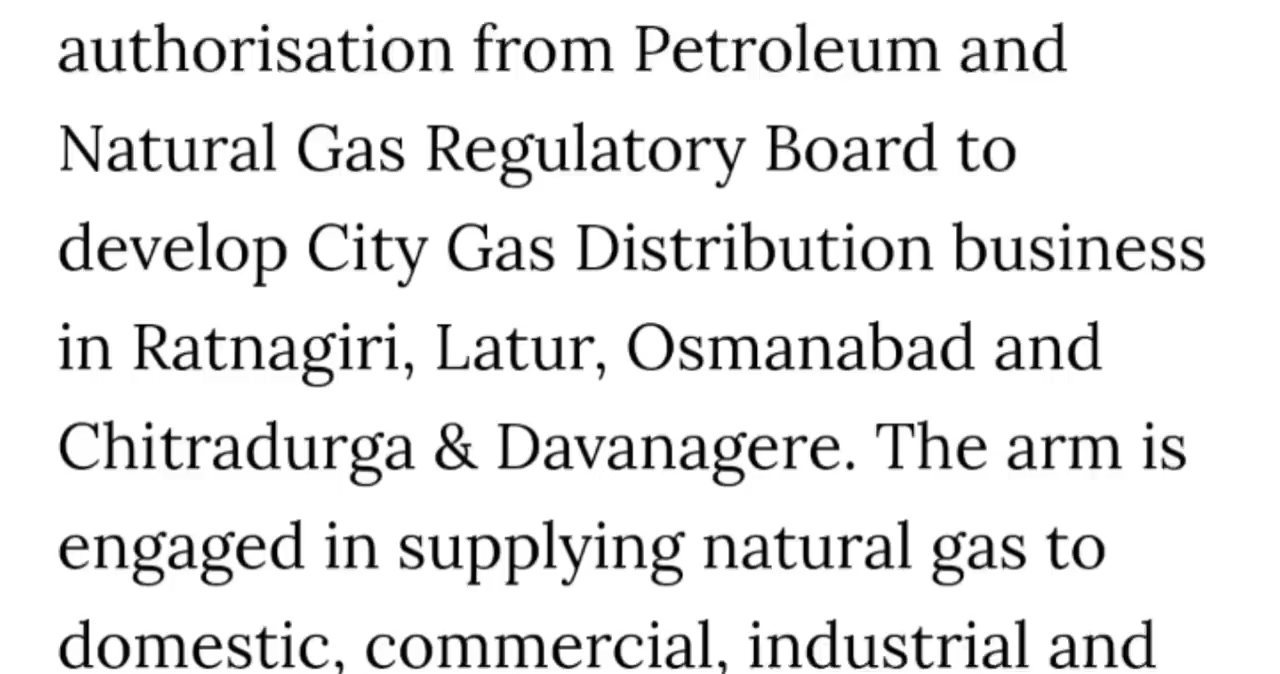 authorisation from Petroleum and
Natural Gas Regulatory Board to
develop City Gas Distribution business
in Ratnagiri, Latur, Osmanabad and
Chitradurga & Davanagere. The arm is
engaged in supplying natural gas to
domestic, commercial, industrial and